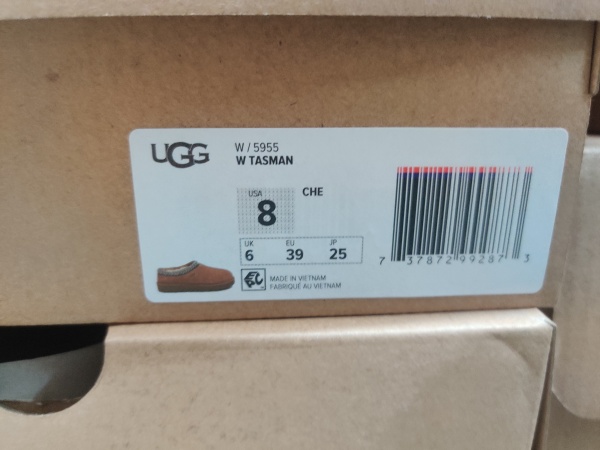 UGG
W / 5955
W TASMAN
USA
8
CHE
UK EU JP
6 39 25
MADE IN VIETNAM
FABRIQUÉ AU VIETNAM
7 37872 99287 3